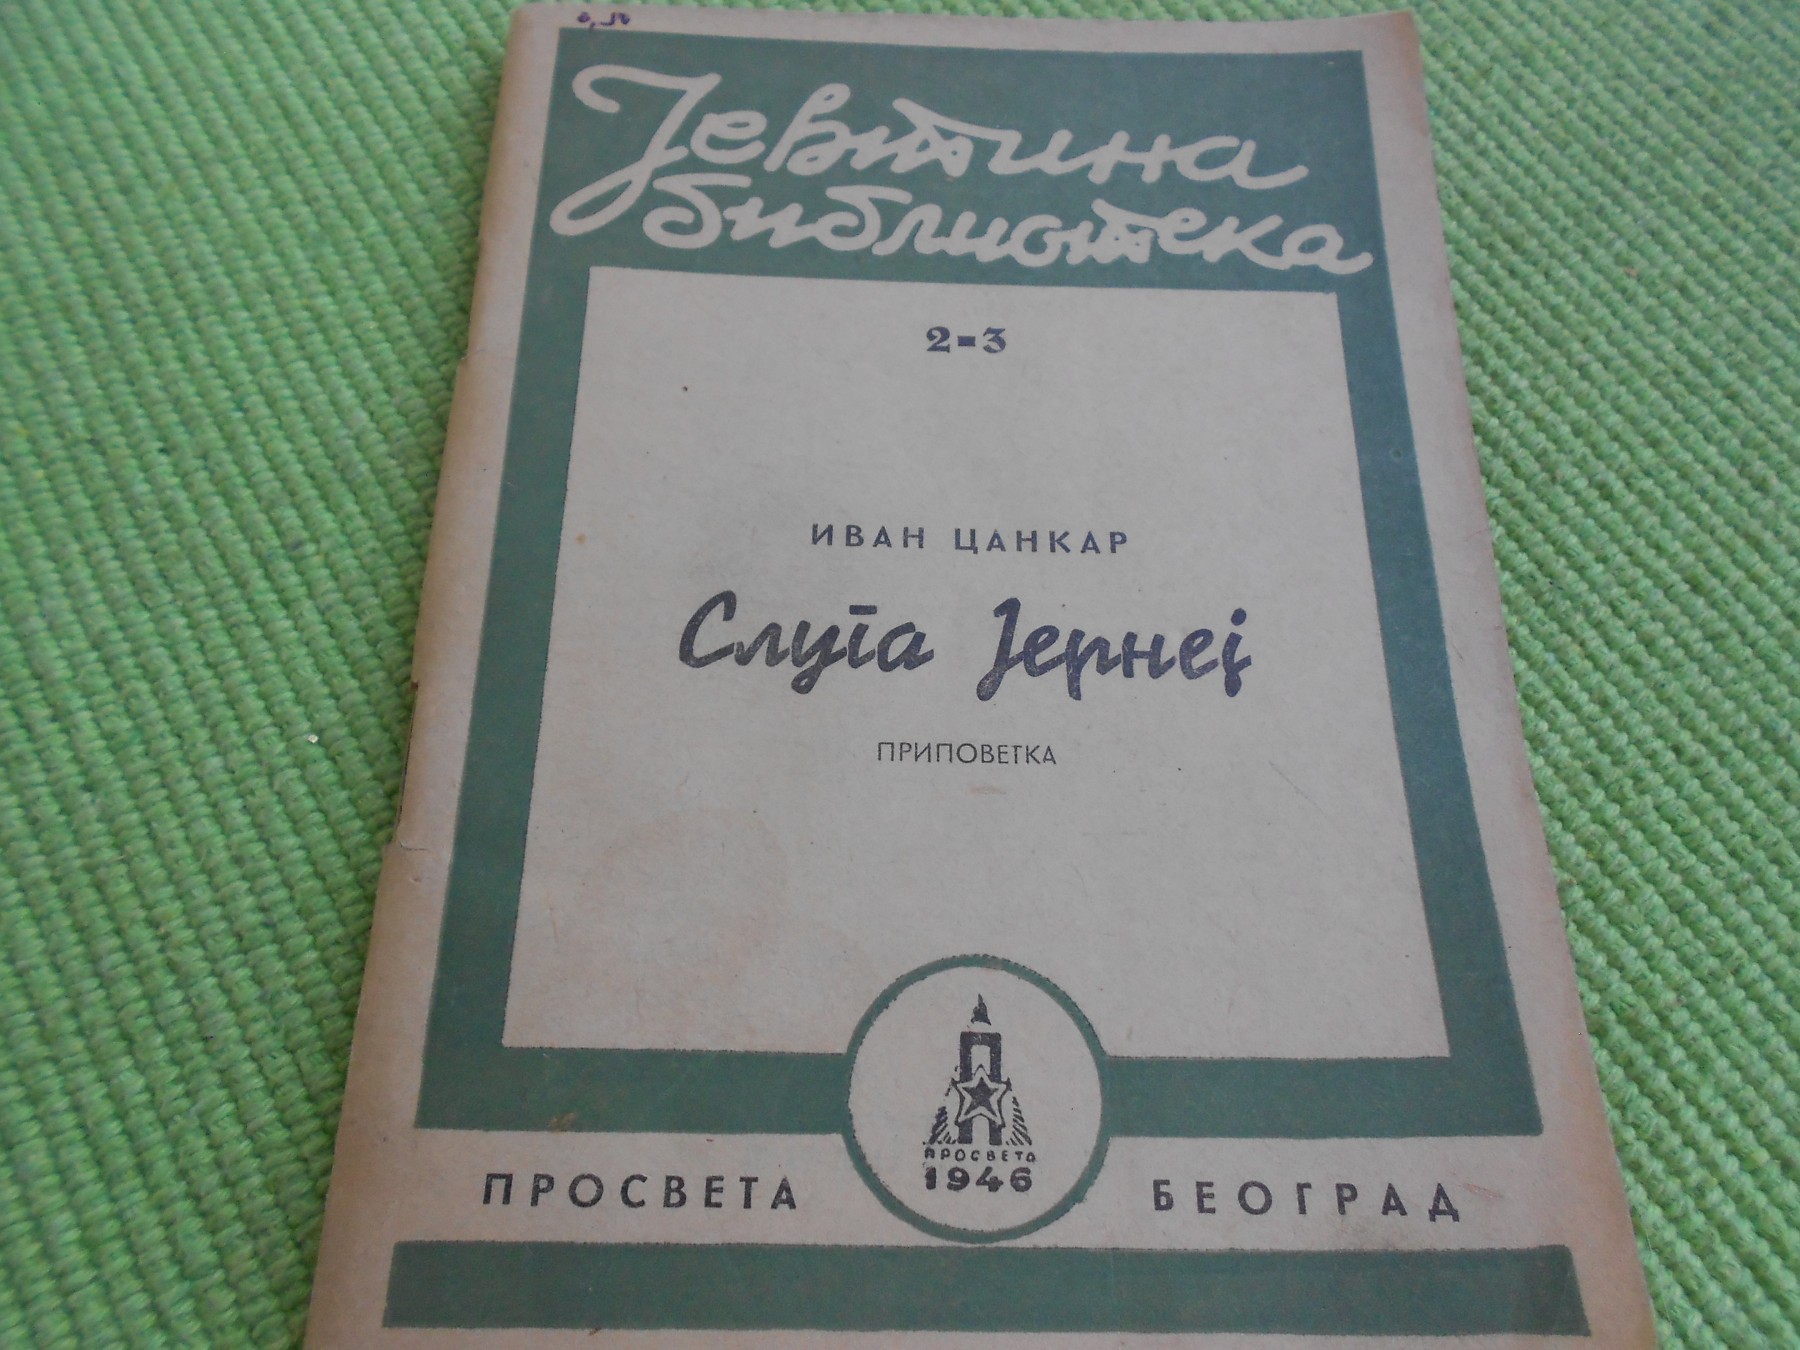 Јевтина
библиотека
2-3
ИВАН ЦАНКАР
Слуга Јернеј
ПРИПОВЕТКА
П
ПРОСВЕТА
1946
ПРОСВЕТА БЕОГРАД